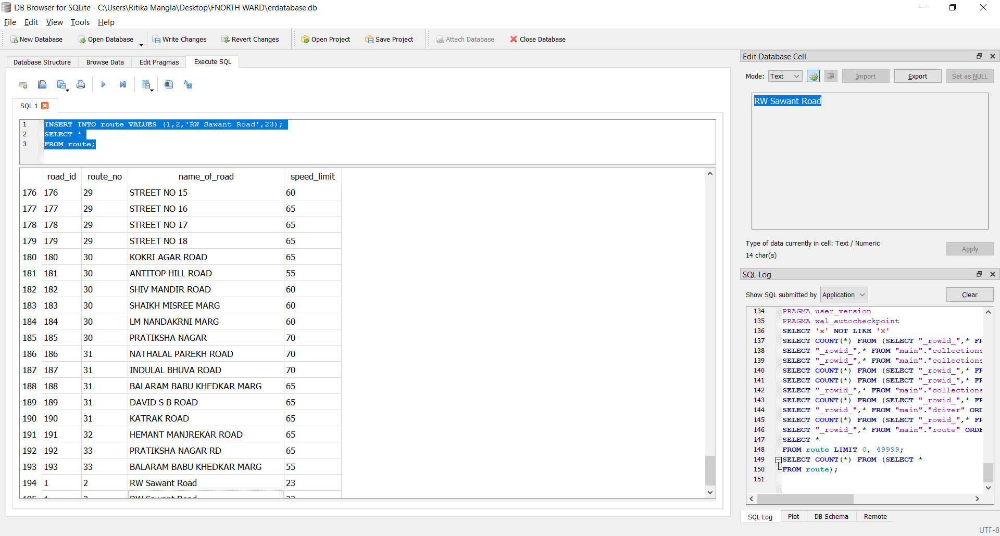 DB Browser for SQLite - C:\Users\Ritika Mangla\Desktop\FNORTH WARD\erdatabase.db
File Edit View Tools Help
New Database Open Database Write Changes Revert Changes Open Project Save Project Attach Database Close Database
Database Structure Browse Data Edit Pragmas Execute SQL
SQL 1
1 INSERT INTO route VALUES (1,2,'RW Sawant Road',23);
2 SELECT *
3 FROM route;
road_id route_no name_of_road speed_limit
176 176 29 STREET NO 15 60
177 177 29 STREET NO 16 65
178 178 29 STREET NO 17 65
179 179 29 STREET NO 18 65
180 180 30 KOKRI AGAR ROAD 65
181 181 30 ANTITOP HILL ROAD 55
182 182 30 SHIV MANDIR ROAD 60
183 183 30 SHAIKH MISREE MARG 60
184 184 30 LM NANDAKRNI MARG 60
185 185 30 PRATIKSHA NAGAR 70
186 186 31 NATHALAL PAREKH ROAD 70
187 187 31 INDULAL BHUVA ROAD 70
188 188 31 BALARAM BABU KHEDKAR MARG 65
189 189 31 DAVID S B ROAD 65
190 190 31 KATRAK ROAD 65
191 191 32 HEMANT MANJREKAR ROAD 65
192 192 33 PRATIKSHA NAGAR RD 65
193 193 33 BALARAM BABU KHEDKAR MARG 55
194 1 2 RW Sawant Road 23
195 1 2 RW Sawant Road 23
Edit Database Cell
Mode: Text Import Export Set as NULL
RW Sawant Road
Type of data currently in cell: Text / Numeric
14 char(s)
Apply
SQL Log
Show SQL submitted by Application Clear
134 PRAGMA user_version
135 PRAGMA wal_autocheckpoint
136 SELECT 'x' NOT LIKE 'X'
137 SELECT COUNT(*) FROM (SELECT "_rowid_",* FR
138 SELECT "_rowid_",* FROM "main"."collections
139 SELECT "_rowid_",* FROM "main"."collections
140 SELECT COUNT(*) FROM (SELECT "_rowid_",* FR
141 SELECT COUNT(*) FROM (SELECT "_rowid_",* FR
142 SELECT "_rowid_",* FROM "main"."collections
143 SELECT COUNT(*) FROM (SELECT "_rowid_",* FR
144 SELECT "_rowid_",* FROM "main"."driver" ORD
145 SELECT COUNT(*) FROM (SELECT "_rowid_",* FR
146 SELECT "_rowid_",* FROM "main"."route" ORDE
147 SELECT *
148 FROM route LIMIT 0, 49999;
149 SELECT COUNT(*) FROM (SELECT *
150 FROM route);
151
SQL Log Plot DB Schema Remote
UTF-8